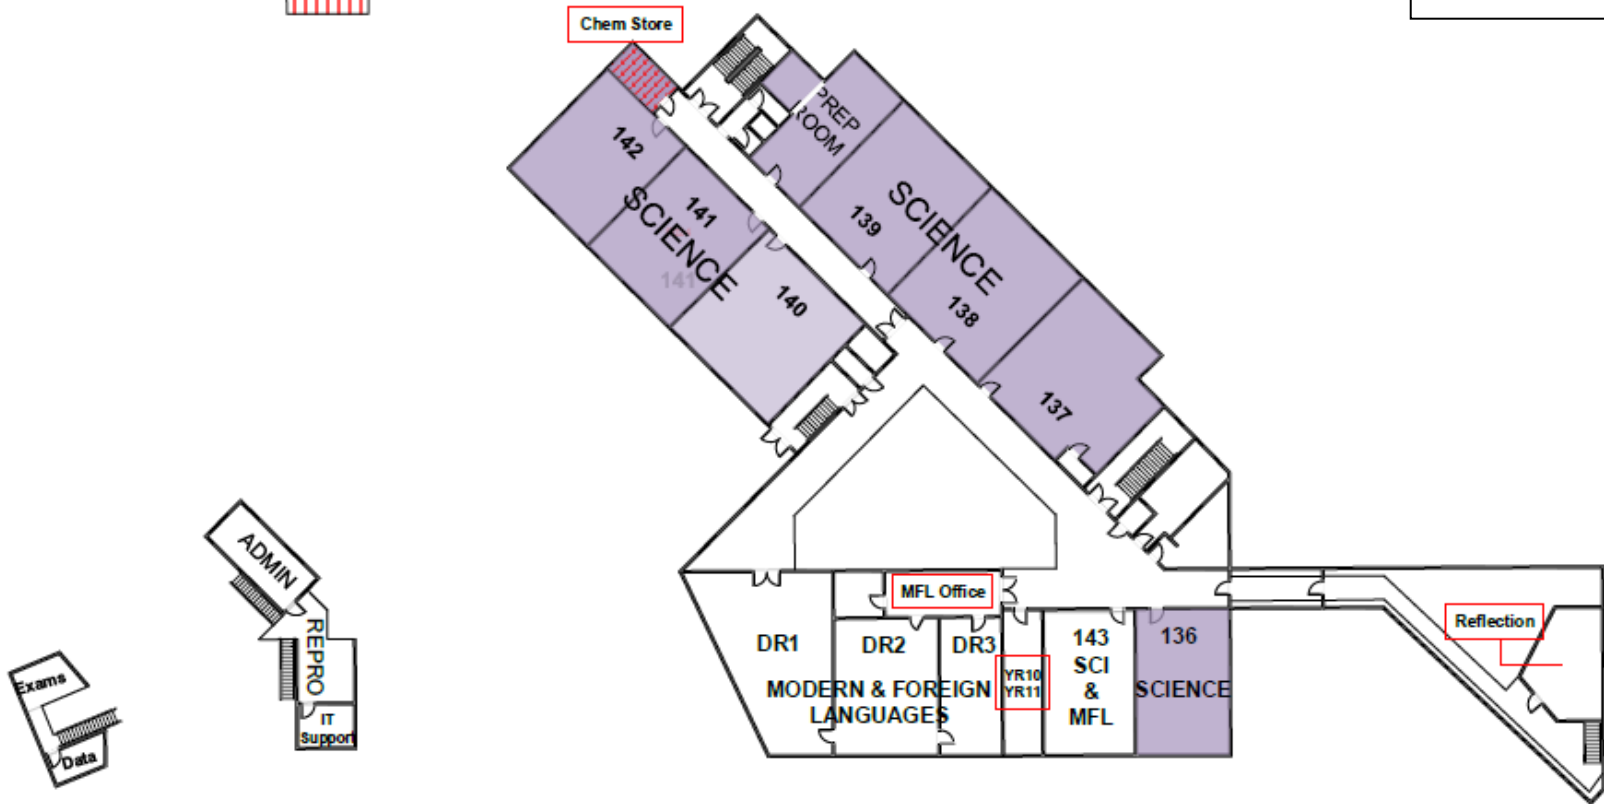 Chem Store
PREP
ROOM
142
SCIENCE
141
141
140
139
SCIENCE
138
137
ADMIN
REPRO
IT
Support
Exams
Data
MFL Office
DR1
DR2
DR3
MODERN & FOREIGN
LANGUAGES
YR10
YR11
143
SCI
&
MFL
136
SCIENCE
Reflection